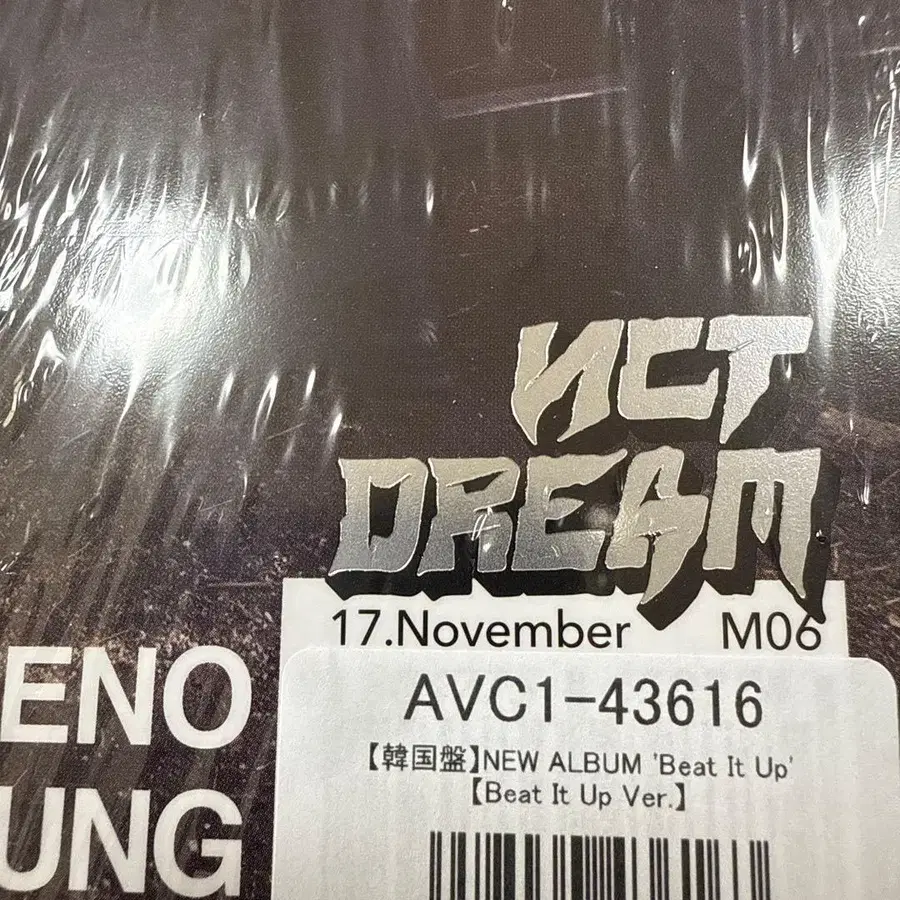 NCT
DREAM
17.November M06
ENO
UNG
AVC1-43616
【韓国盤】NEW ALBUM 'Beat It Up'
【Beat It Up Ver.】